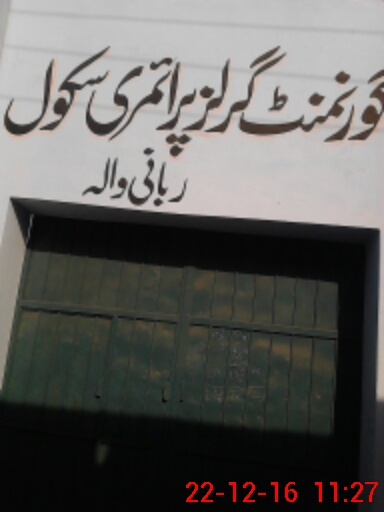 گورنمنٹ گرلز پرائمری سکول
ربانی والہ
22-12-16 11:27